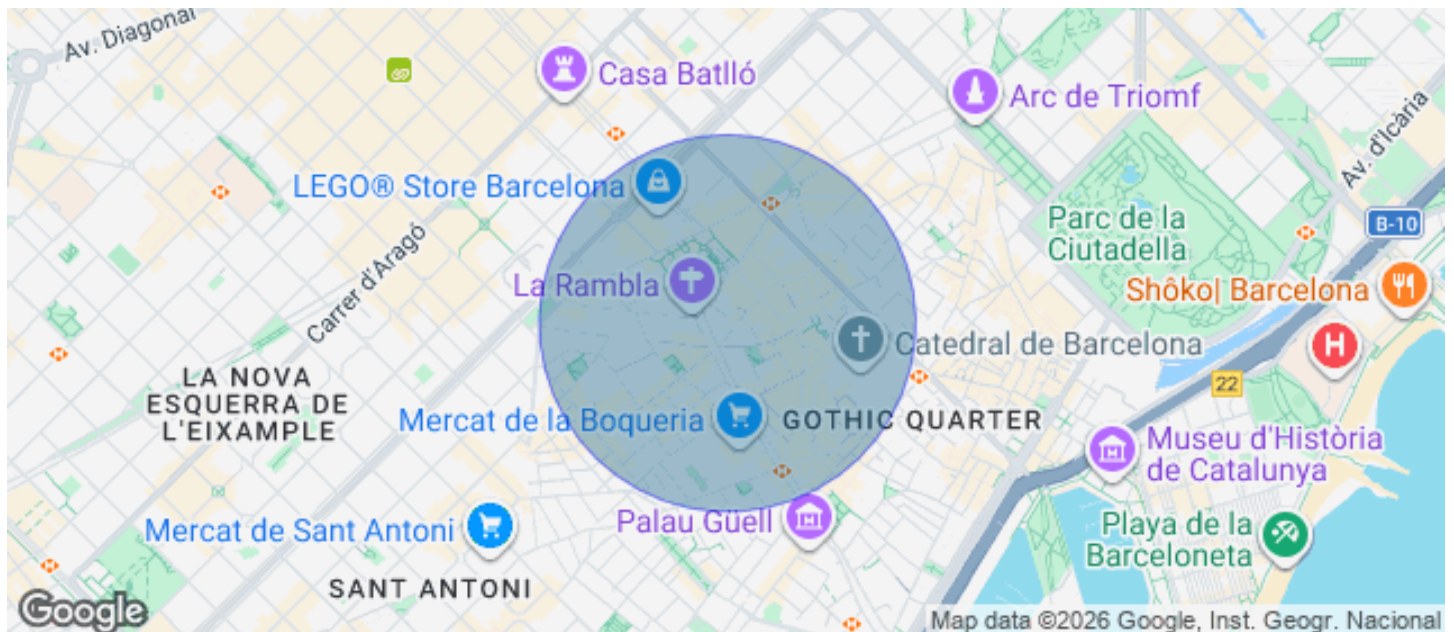 Av. Diagonal
Casa Batlló
Arc de Triomf
Av. d'Icària
LEGO® Store Barcelona
B-10
Parc de la
Ciutadella
Carrer d'Aragó
La Rambla
Shôko| Barcelona
Catedral de Barcelona
H
22
LA NOVA
ESQUERRA DE
L'EIXAMPLE
Mercat de la Boqueria
GOTHIC QUARTER
Museu d'Història
de Catalunya
Mercat de Sant Antoni
Palau Güell
Playa de la
Barceloneta
SANT ANTONI
Google
Map data ©2026 Google, Inst. Geogr. Nacional